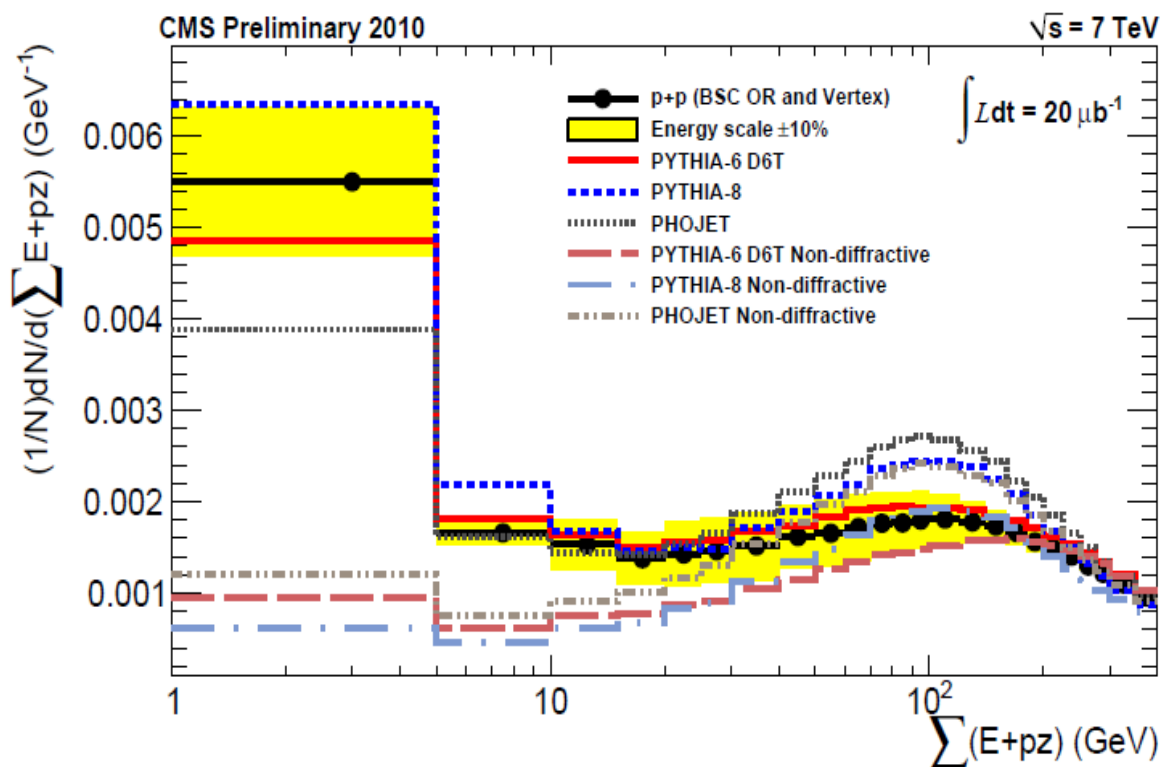 CMS Preliminary 2010
√s = 7 TeV
∫Ldt = 20 μb⁻¹
p+p (BSC OR and Vertex)
Energy scale ±10%
PYTHIA-6 D6T
PYTHIA-8
PHOJET
PYTHIA-6 D6T Non-diffractive
PYTHIA-8 Non-diffractive
PHOJET Non-diffractive
(1/N)dN/d(∑E+pz) (GeV⁻¹)
0.006
0.005
0.004
0.003
0.002
0.001
1
10
10²
∑(E+pz) (GeV)